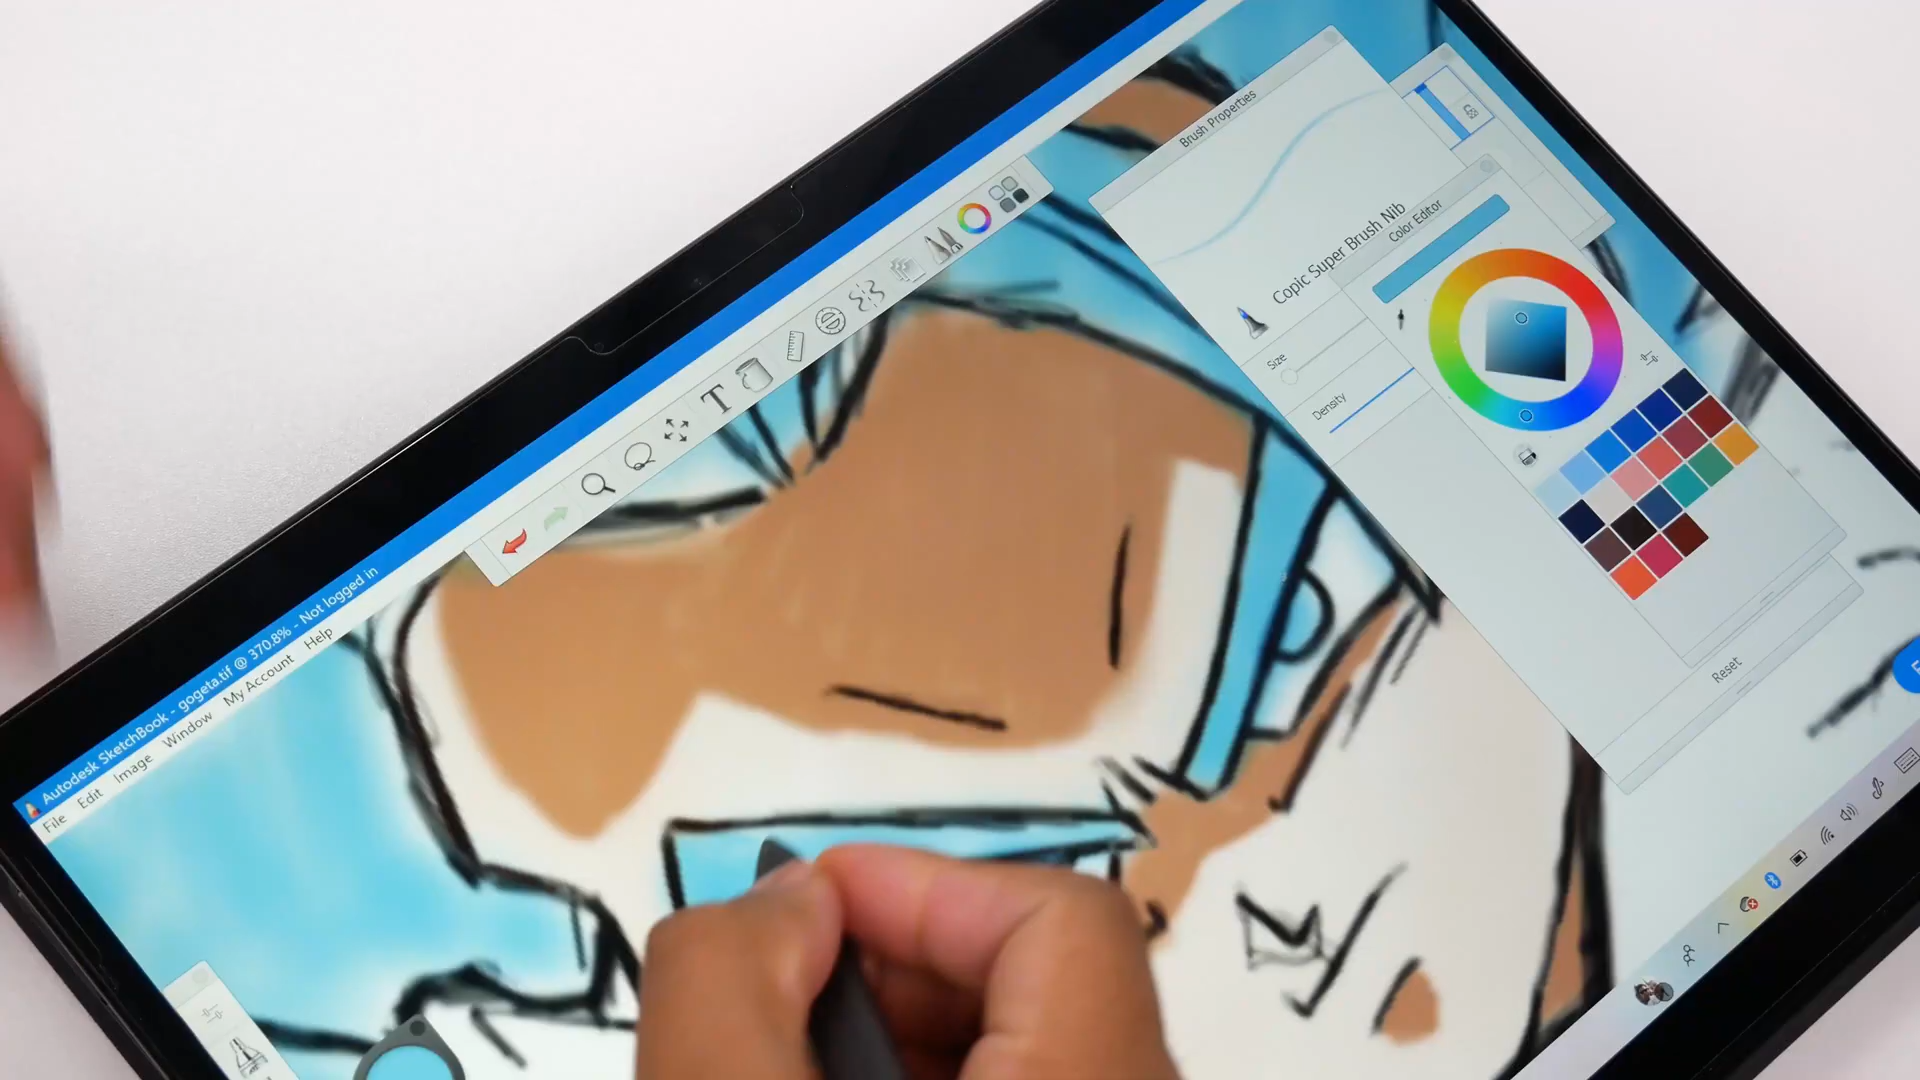 Autodesk SketchBook - gogeta.tif @ 370.8% - Not logged in
File Edit Image Window My Account Help
T
Brush Properties
Copic Super Brush Nib
Size
Density
Color Editor
Reset